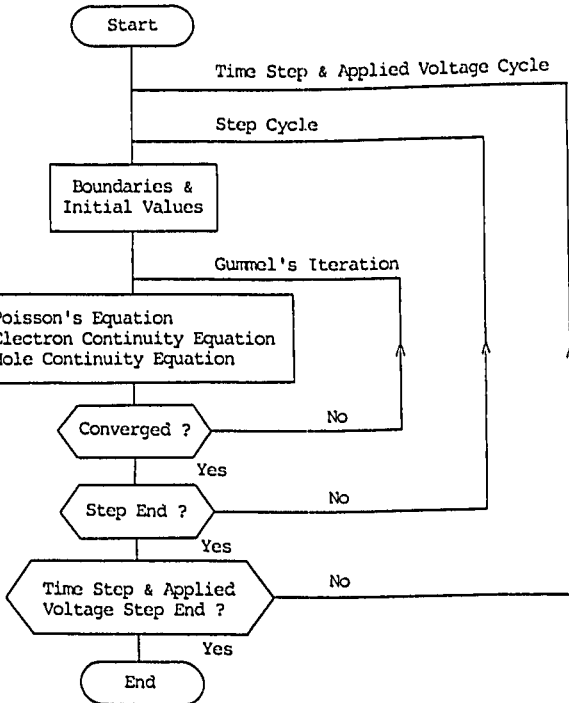 Start
Time Step & Applied Voltage Cycle
Step Cycle
Boundaries &
Initial Values
Gummel's Iteration
Poisson's Equation
Electron Continuity Equation
Hole Continuity Equation
Converged ?
No
Yes
Step End ?
No
Yes
Time Step & Applied
Voltage Step End ?
No
Yes
End